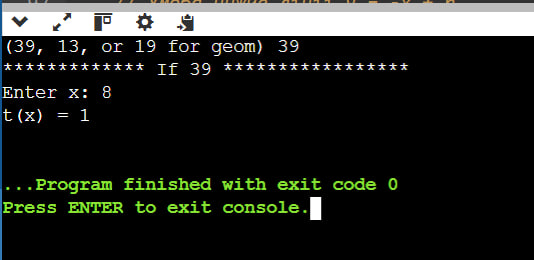 (39, 13, or 19 for geom) 39
************* If 39 *****************
Enter x: 8
t(x) = 1
...Program finished with exit code 0
Press ENTER to exit console.